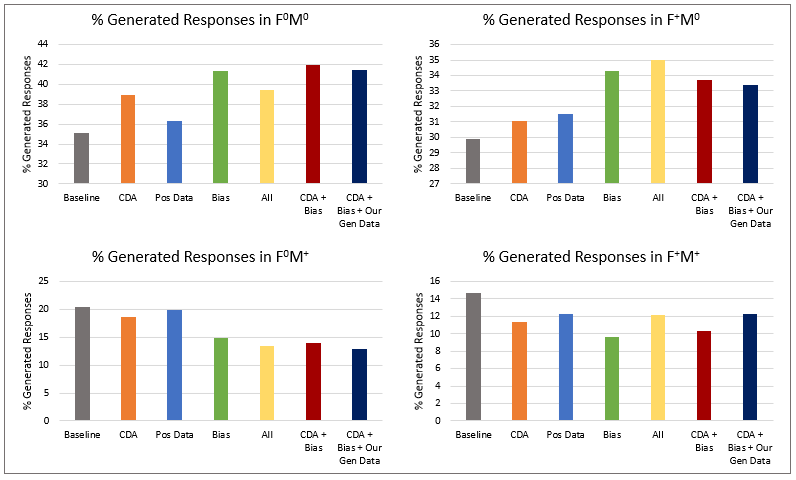 % Generated Responses in F⁰M⁰
% Generated Responses
44
42
40
38
36
34
32
30
Baseline
CDA
Pos Data
Bias
All
CDA +
Bias
CDA +
Bias + Our
Gen Data
% Generated Responses in F⁺M⁰
% Generated Responses
36
35
34
33
32
31
30
29
28
27
Baseline
CDA
Pos Data
Bias
All
CDA +
Bias
CDA +
Bias + Our
Gen Data
% Generated Responses in F⁰M⁺
% Generated Responses
25
20
15
10
5
0
Baseline
CDA
Pos Data
Bias
All
CDA +
Bias
CDA +
Bias + Our
Gen Data
% Generated Responses in F⁺M⁺
% Generated Responses
16
14
12
10
8
6
4
2
0
Baseline
CDA
Pos Data
Bias
All
CDA +
Bias
CDA +
Bias + Our
Gen Data